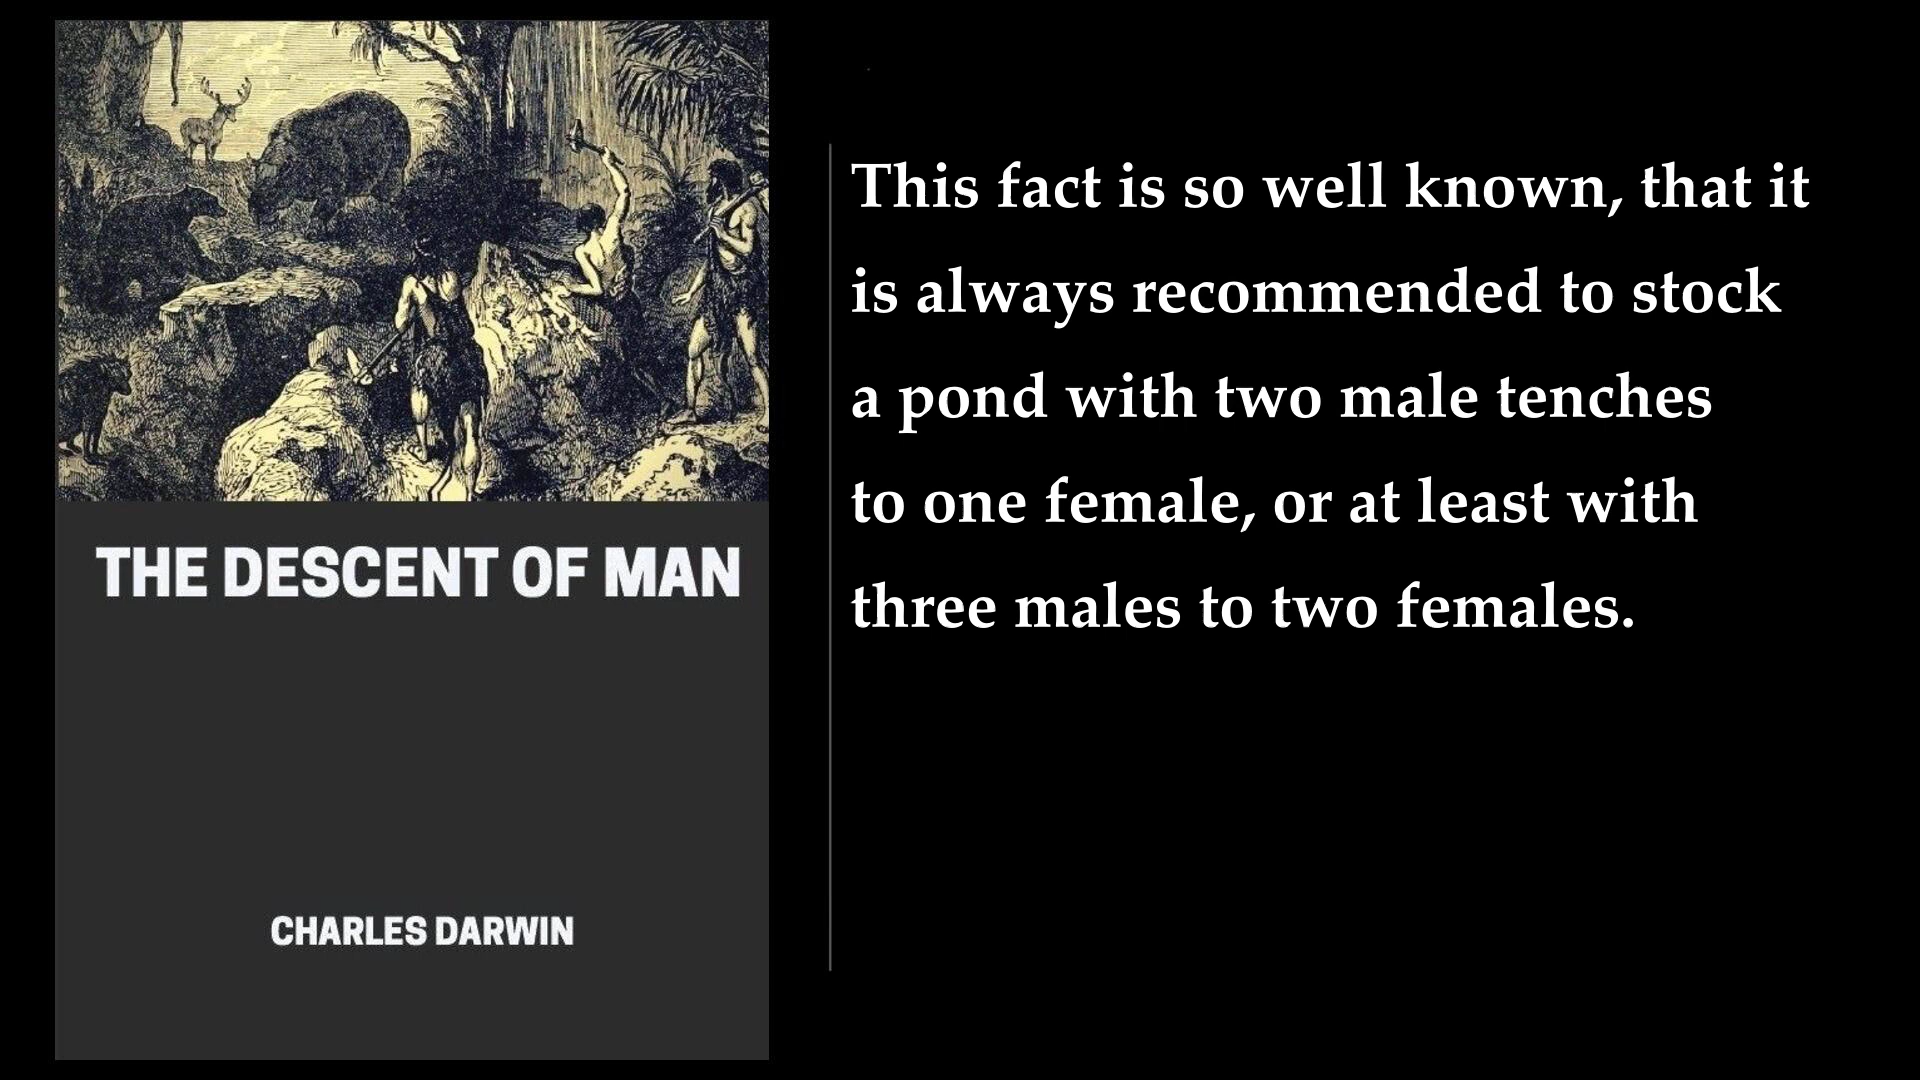 THE DESCENT OF MAN
CHARLES DARWIN
This fact is so well known, that it
is always recommended to stock
a pond with two male tenches
to one female, or at least with
three males to two females.